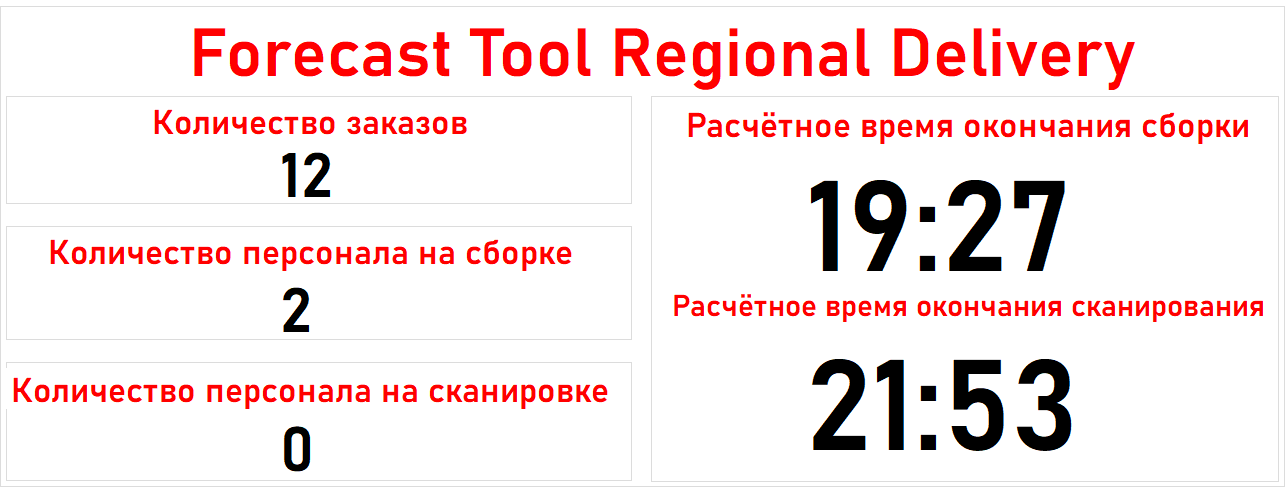 Forecast Tool Regional Delivery
Количество заказов
12
Количество персонала на сборке
2
Количество персонала на сканировке
0
Расчётное время окончания сборки
19:27
Расчётное время окончания сканирования
21:53